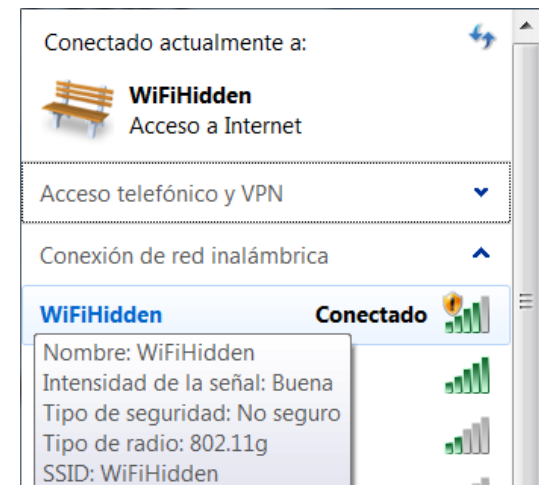 Conectado actualmente a:
WiFiHidden
Acceso a Internet
Acceso telefónico y VPN
Conexión de red inalámbrica
WiFiHidden Conectado
Nombre: WiFiHidden
Intensidad de la señal: Buena
Tipo de seguridad: No seguro
Tipo de radio: 802.11g
SSID: WiFiHidden